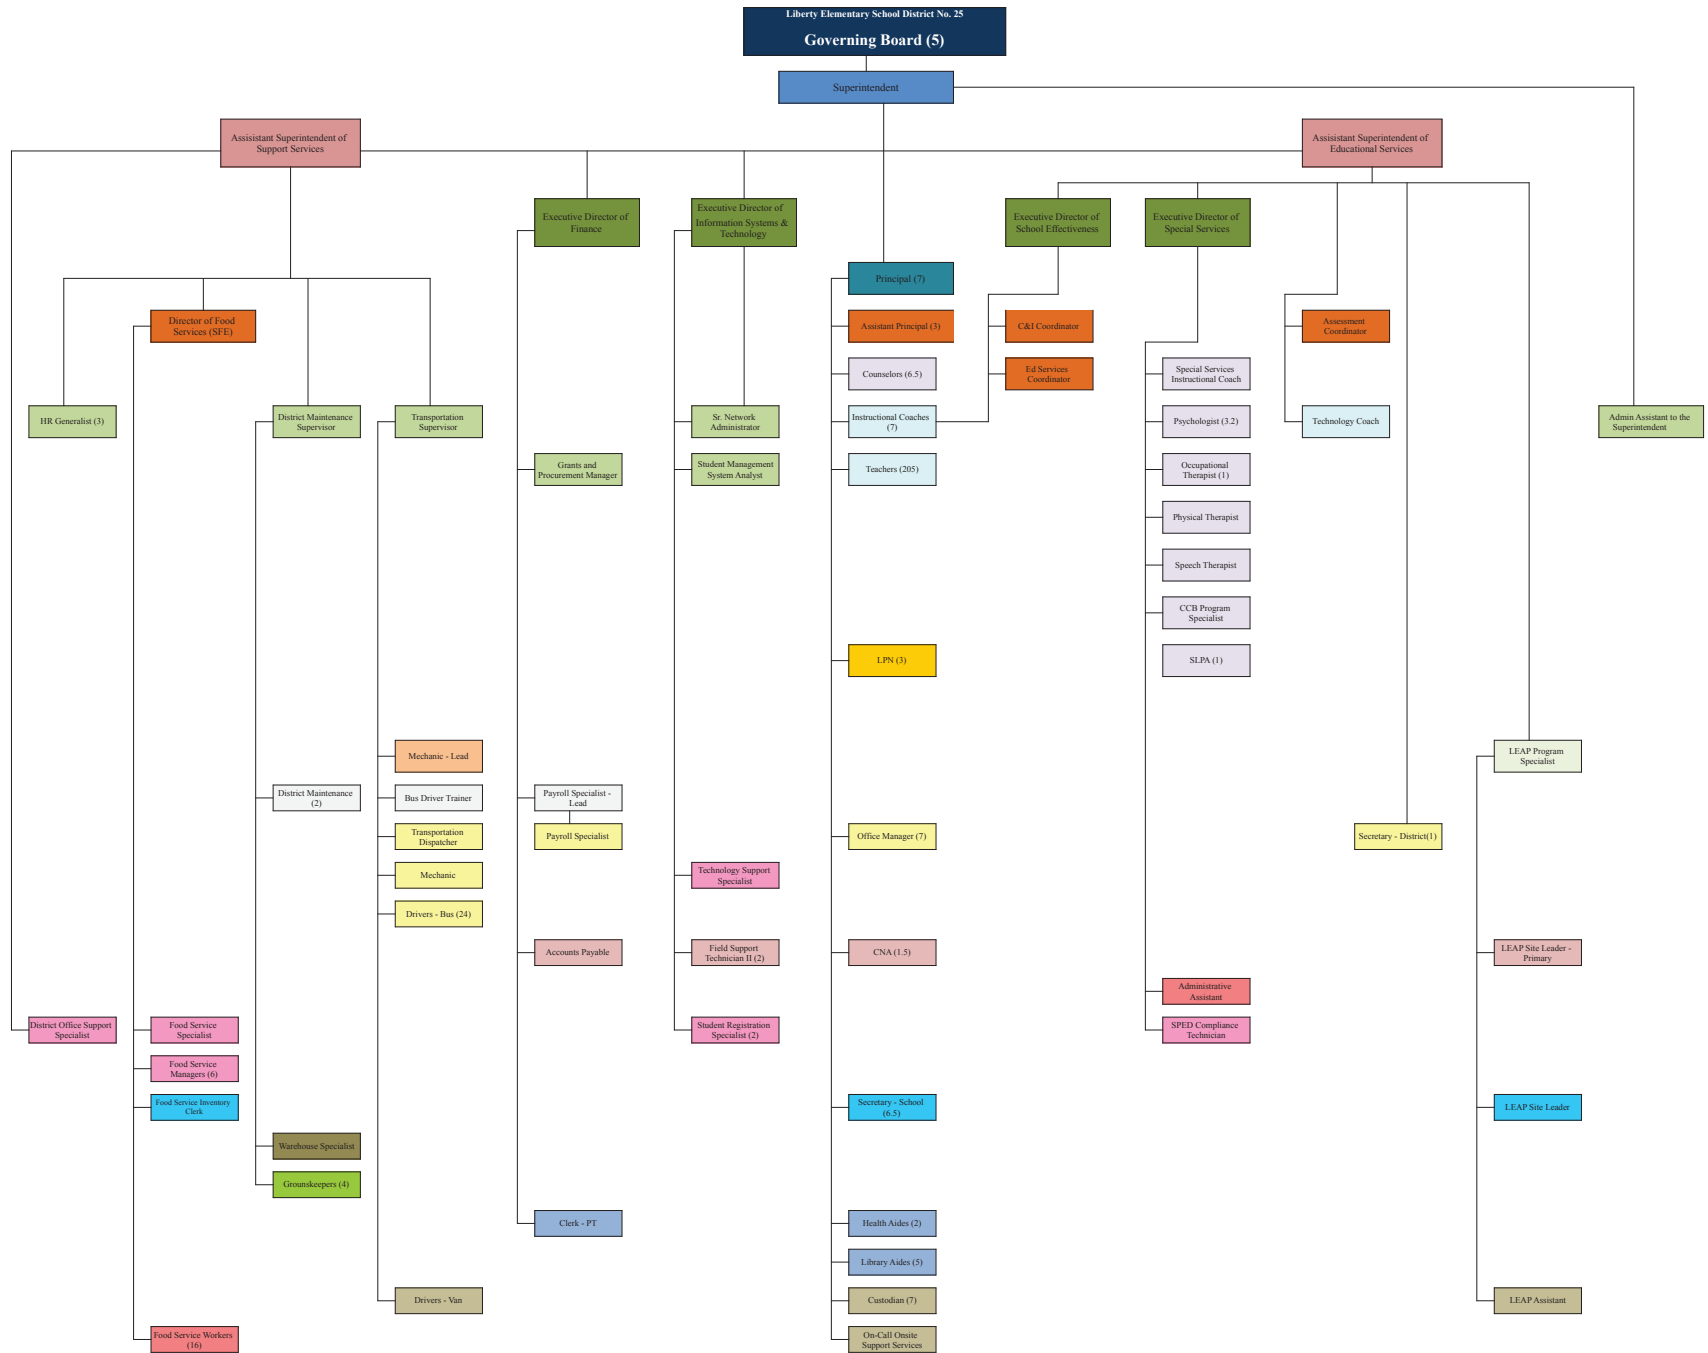 Liberty Elementary School District No. 25
Governing Board (5)
Superintendent
Assisistant Superintendent of
Support Services
Assisistant Superintendent of
Educational Services
Executive Director of
Finance
Executive Director of
Information Systems &
Technology
Executive Director of
School Effectiveness
Executive Director of
Special Services
Principal (7)
Director of Food
Services (SFE)
Assistant Principal (3)
C&I Coordinator
Assessment
Coordinator
Counselors (6.5)
Ed Services
Coordinator
Special Services
Instructional Coach
HR Generalist (3)
District Maintenance
Supervisor
Transportation
Supervisor
Sr. Network
Administrator
Instructional Coaches
(7)
Psychologist (3.2)
Technology Coach
Admin Assistant to the
Superintendent
Grants and
Procurement Manager
Student Management
System Analyst
Teachers (205)
Occupational
Therapist (1)
Physical Therapist
Speech Therapist
CCB Program
Specialist
LPN (3)
SLPA (1)
Mechanic - Lead
LEAP Program
Specialist
District Maintenance
(2)
Bus Driver Trainer
Payroll Specialist -
Lead
Transportation
Dispatcher
Payroll Specialist
Office Manager (7)
Secretary - District(1)
Mechanic
Technology Support
Specialist
Drivers - Bus (24)
Accounts Payable
Field Support
Technician II (2)
CNA (1.5)
LEAP Site Leader -
Primary
Administrative
Assistant
District Office Support
Specialist
Food Service
Specialist
Student Registration
Specialist (2)
SPED Compliance
Technician
Food Service
Managers (6)
Food Service Inventory
Clerk
Secretary - School
(6.5)
LEAP Site Leader
Warehouse Specialist
Grounskeepers (4)
Clerk - PT
Health Aides (2)
Library Aides (5)
Drivers - Van
Custodian (7)
LEAP Assistant
Food Service Workers
(16)
On-Call Onsite
Support Services